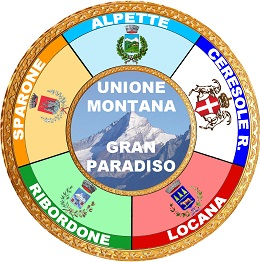 ALPETTE
CERESOLE R.
LOCANA
RIBORDONE
SPARONE
UNIONE
MONTANA
GRAN
PARADISO